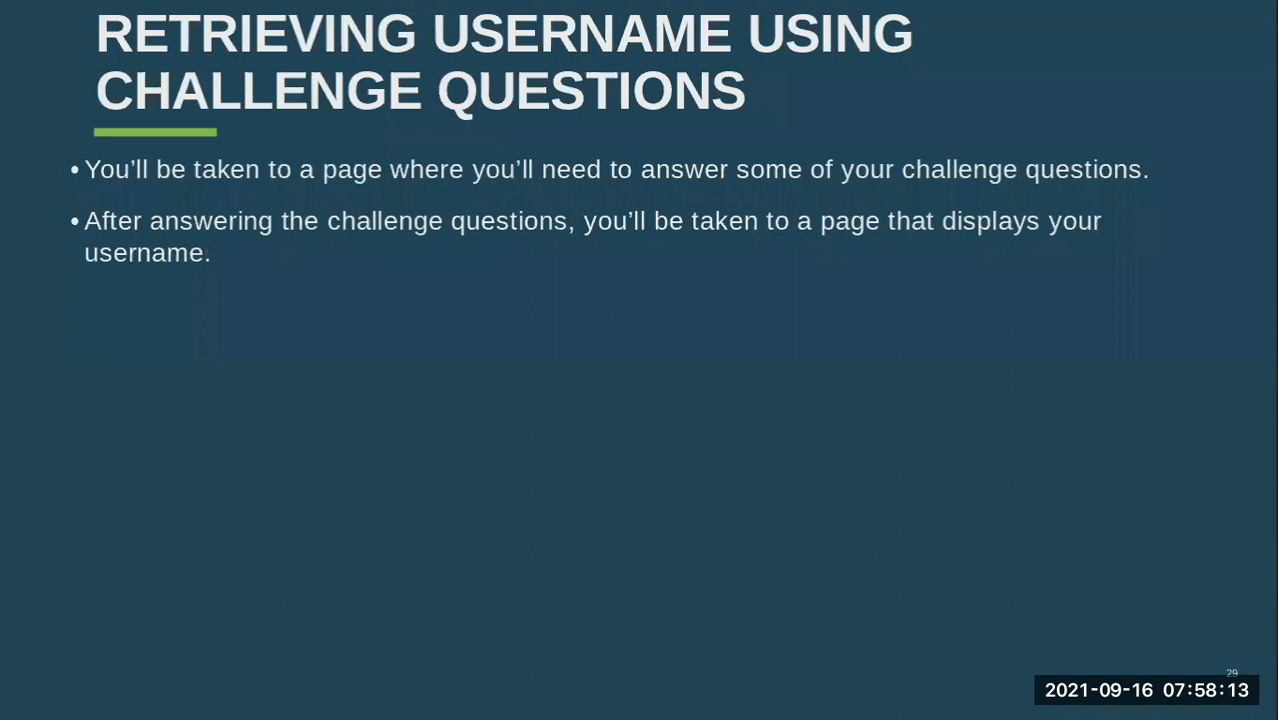 RETRIEVING USERNAME USING
CHALLENGE QUESTIONS
• You’ll be taken to a page where you’ll need to answer some of your challenge questions.
• After answering the challenge questions, you’ll be taken to a page that displays your
username.
29
2021-09-16 07:58:13